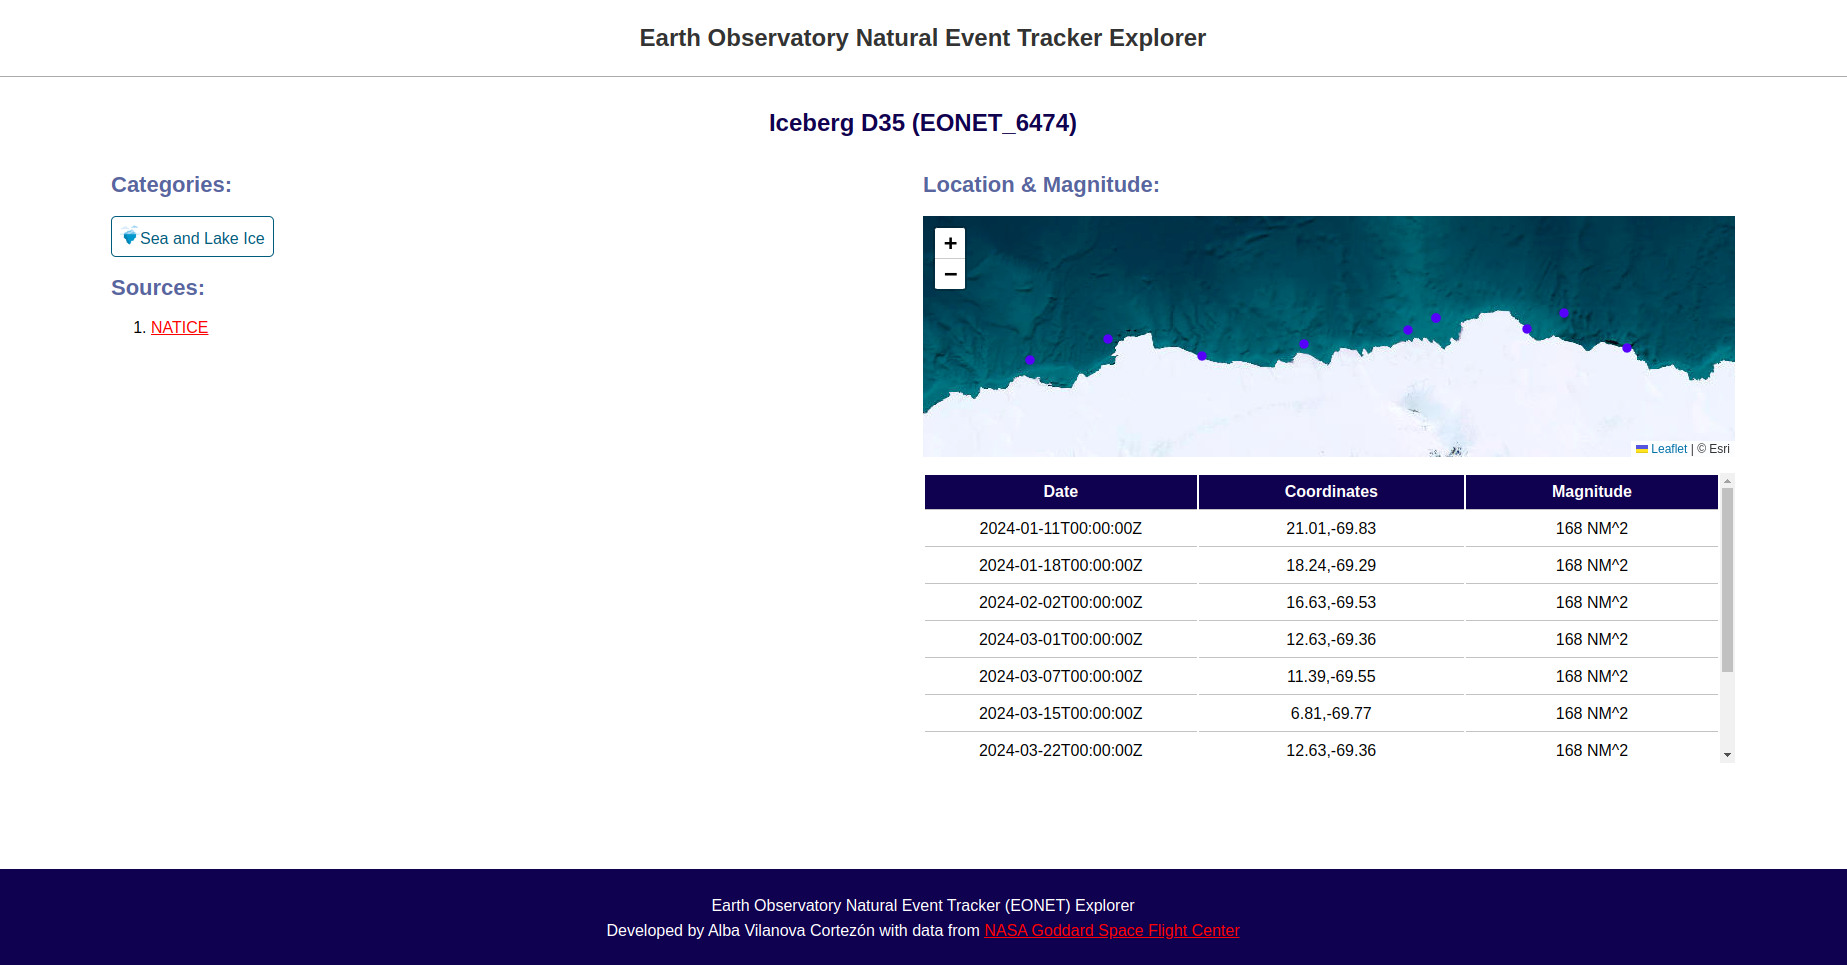 Earth Observatory Natural Event Tracker Explorer
Iceberg D35 (EONET_6474)
Categories:
Sea and Lake Ice
Sources:
1. NATICE
Location & Magnitude:
+
−
Leaflet | © Esri
Date Coordinates Magnitude
2024-01-11T00:00:00Z 21.01,-69.83 168 NM^2
2024-01-18T00:00:00Z 18.24,-69.29 168 NM^2
2024-02-02T00:00:00Z 16.63,-69.53 168 NM^2
2024-03-01T00:00:00Z 12.63,-69.36 168 NM^2
2024-03-07T00:00:00Z 11.39,-69.55 168 NM^2
2024-03-15T00:00:00Z 6.81,-69.77 168 NM^2
2024-03-22T00:00:00Z 12.63,-69.36 168 NM^2
Earth Observatory Natural Event Tracker (EONET) Explorer
Developed by Alba Vilanova Cortezón with data from NASA Goddard Space Flight Center